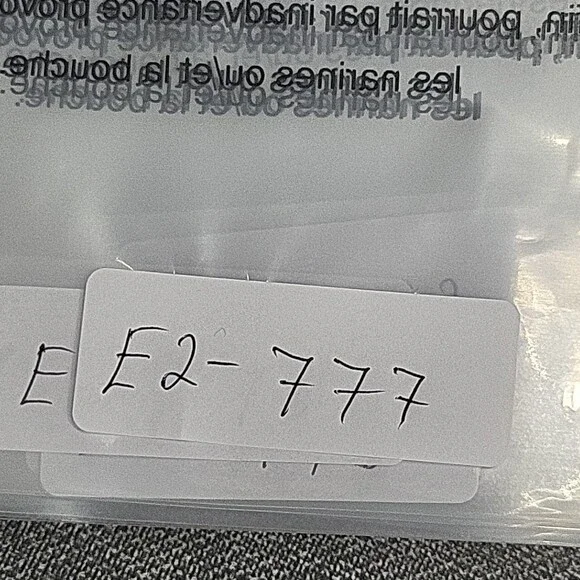 pourrait par inadvertance
les narines ou/et la bouche.
E E2-777